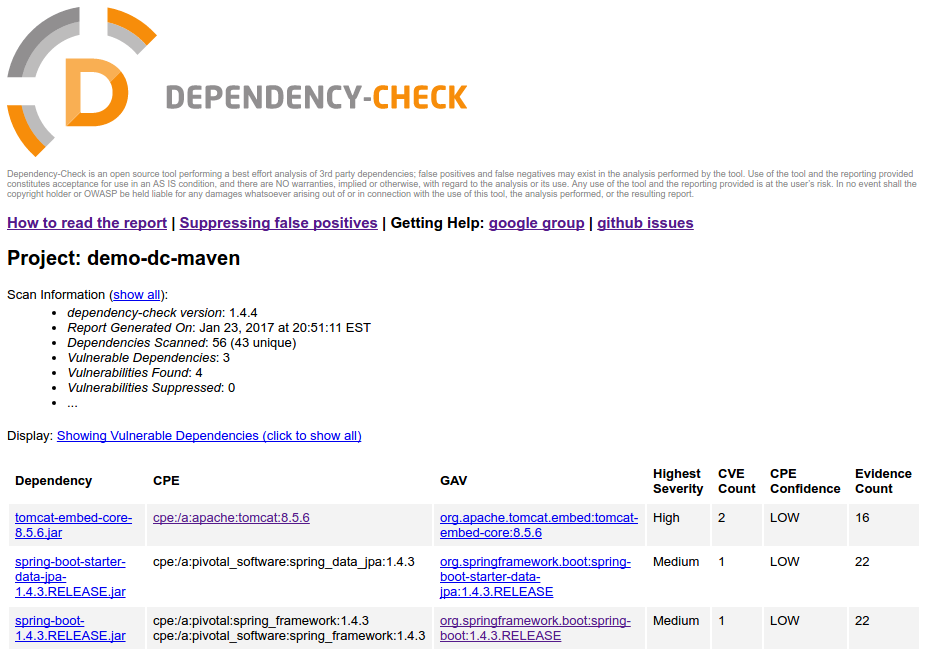 D
DEPENDENCY-CHECK
Dependency-Check is an open source tool performing a best effort analysis of 3rd party dependencies; false positives and false negatives may exist in the analysis performed by the tool. Use of the tool and the reporting provided
constitutes acceptance for use in an AS IS condition, and there are NO warranties, implied or otherwise, with regard to the analysis or its use. Any use of the tool and the reporting provided is at the user's risk. In no event shall the
copyright holder or OWASP be held liable for any damages whatsoever arising out of or in connection with the use of this tool, the analysis performed, or the resulting report.
How to read the report | Suppressing false positives | Getting Help: google group | github issues
Project: demo-dc-maven
Scan Information (show all):
• dependency-check version: 1.4.4
• Report Generated On: Jan 23, 2017 at 20:51:11 EST
• Dependencies Scanned: 56 (43 unique)
• Vulnerable Dependencies: 3
• Vulnerabilities Found: 4
• Vulnerabilities Suppressed: 0
• ...
Display: Showing Vulnerable Dependencies (click to show all)
Dependency CPE GAV Highest Severity CVE Count CPE Confidence Evidence Count
tomcat-embed-core- cpe:/a:apache:tomcat:8.5.6 org.apache.tomcat.embed:tomcat- High 2 LOW 16
8.5.6.jar embed-core:8.5.6
spring-boot-starter- cpe:/a:pivotal_software:spring_data_jpa:1.4.3 org.springframework.boot:spring- Medium 1 LOW 22
data-jpa- boot-starter-data-
1.4.3.RELEASE.jar jpa:1.4.3.RELEASE
spring-boot- cpe:/a:pivotal:spring_framework:1.4.3 org.springframework.boot:spring- Medium 1 LOW 22
1.4.3.RELEASE.jar cpe:/a:pivotal_software:spring_framework:1.4.3 boot:1.4.3.RELEASE